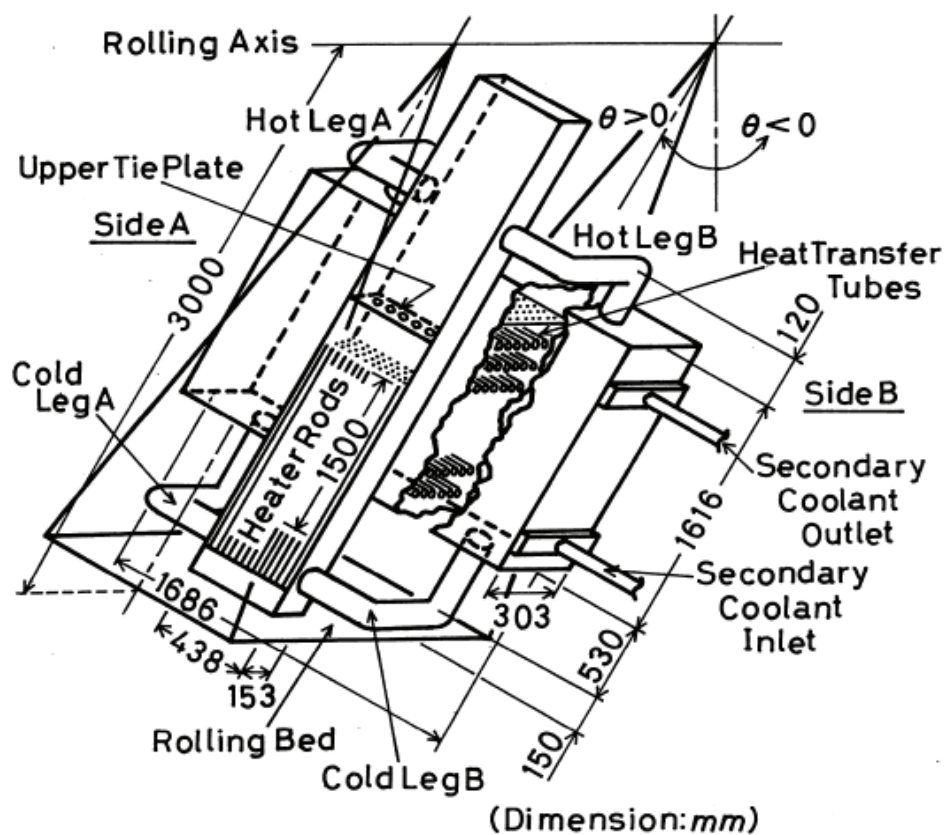 Rolling Axis
Hot Leg A
θ>0
θ<0
Upper Tie Plate
Side A
Hot Leg B
Heat Transfer
Tubes
3000
120
Cold
Leg A
Side B
Heater Rods
1500
Secondary
Coolant
Outlet
1616
Secondary
Coolant
Inlet
1686
303
438
530
153
Rolling Bed
150
Cold Leg B
(Dimension: mm)